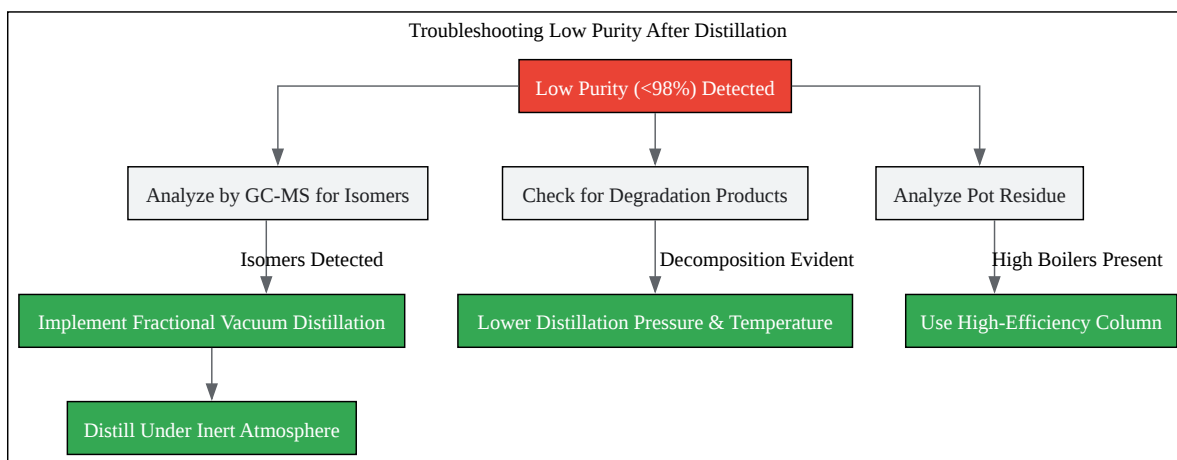 Troubleshooting Low Purity After Distillation
Low Purity (<98%) Detected
Analyze by GC-MS for Isomers
Check for Degradation Products
Analyze Pot Residue
Isomers Detected
Decomposition Evident
High Boilers Present
Implement Fractional Vacuum Distillation
Lower Distillation Pressure & Temperature
Use High-Efficiency Column
Distill Under Inert Atmosphere